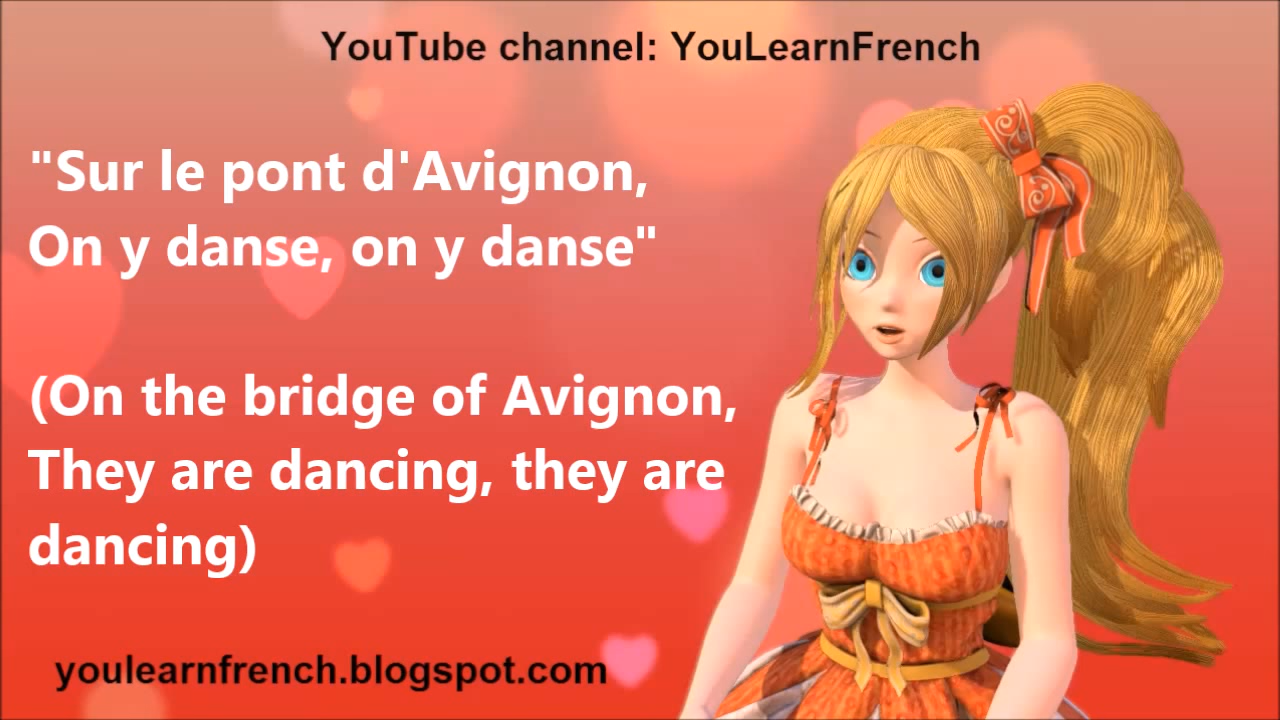 YouTube channel: YouLearnFrench
"Sur le pont d'Avignon,
On y danse, on y danse"
(On the bridge of Avignon,
They are dancing, they are
dancing)
youlearnfrench.blogspot.com